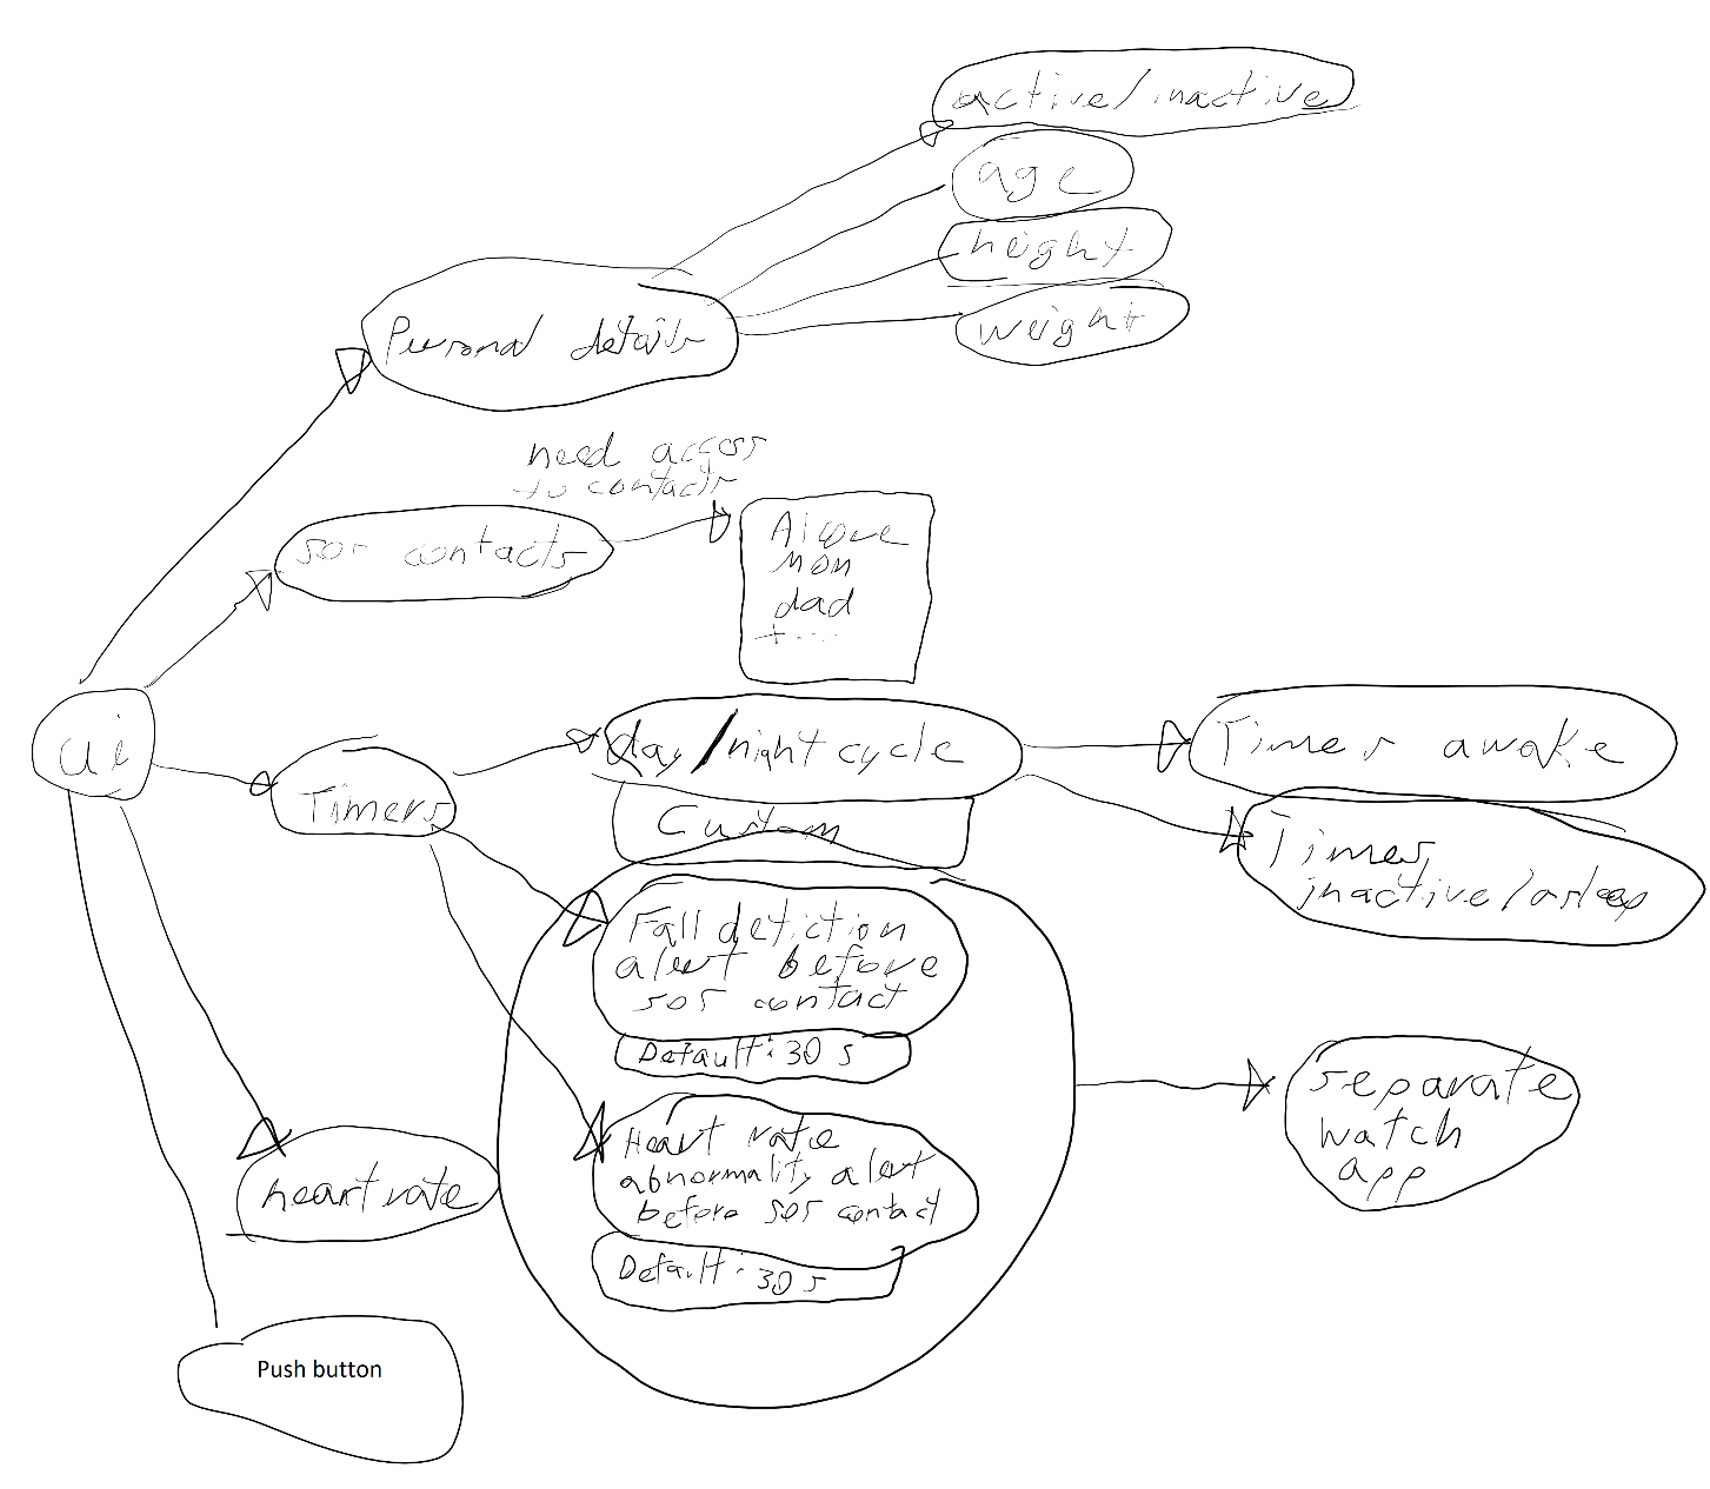 active/inactive
age
height
weight
Personal details
need access
to contacts
sos contacts
mom
dad
+....
ui
Timers
day/night cycle
Custom
Timer awake
Timer
inactive/asleep
Fall detiction
alert before
sos contact
Default: 30 s
Heart rate
abnormality alert
before sos contact
Default: 30 s
separate
watch
app
heart rate
Push button